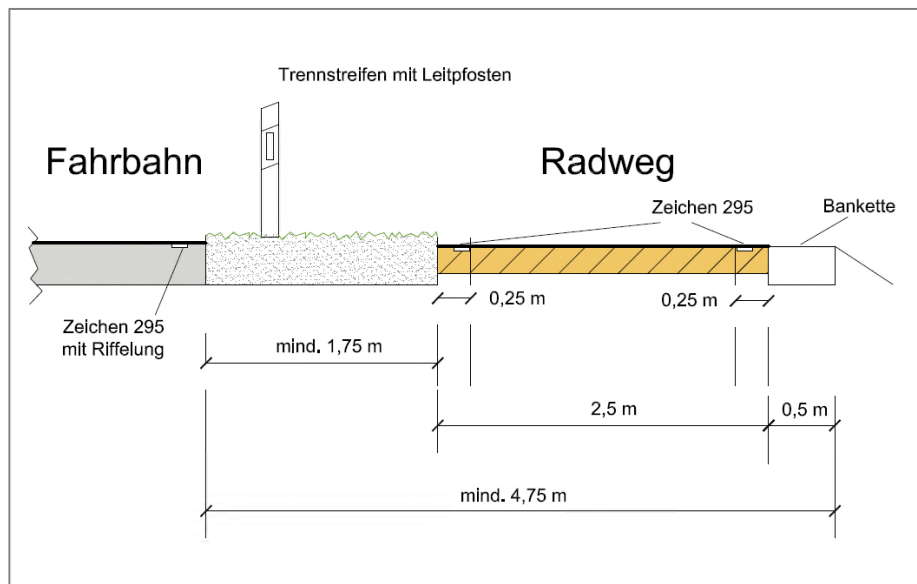 Trennstreifen mit Leitpfosten
Fahrbahn
Radweg
Zeichen 295
Bankette
Zeichen 295
mit Riffelung
0,25 m
0,25 m
mind. 1,75 m
2,5 m
0,5 m
mind. 4,75 m